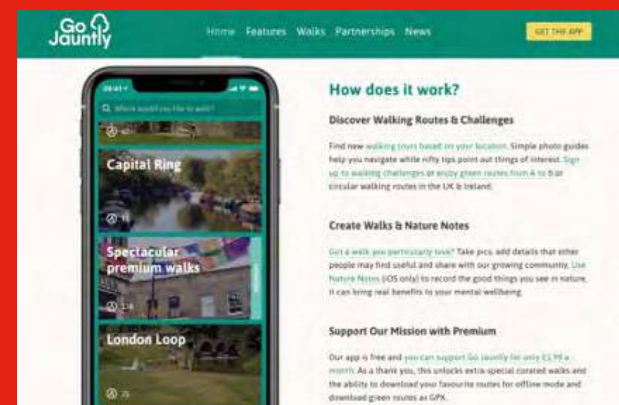 Go
Jauntly
Home Features Walks Partnerships News
GET THE APP
09:41
Where would you like to walk?
Capital Ring
Spectacular
premium walks
London Loop
75
How does it work?
Discover Walking Routes & Challenges
Find new walking tours based on your location. Simple photo guides
help you navigate while nifty tips point out things of interest. Sign
up to walking challenges or enjoy green routes from A to B or
circular walking routes in the UK & Ireland.
Create Walks & Nature Notes
Got a walk you particularly love? Take pics, add details that other
people may find useful and share with our growing community. Use
Nature Notes (iOS only) to record the good things you see in nature,
it can bring real benefits to your mental wellbeing.
Support Our Mission with Premium
Our app is free and you can support Go Jauntly for only £1.99 a
month. As a thank you, this unlocks extra-special curated walks and
the ability to download your favourite routes for offline mode and
download green routes as GPX.